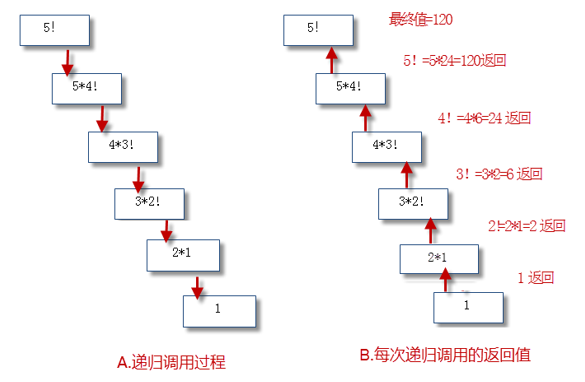 5!
5*4!
4*3!
3*2!
2*1
1
A.递归调用过程
5!
最终值=120
5！=5*24=120返回
5*4!
4！=4*6=24 返回
4*3!
3！=3*2=6 返回
3*2!
2!=2*1=2 返回
2*1
1 返回
1
B.每次递归调用的返回值